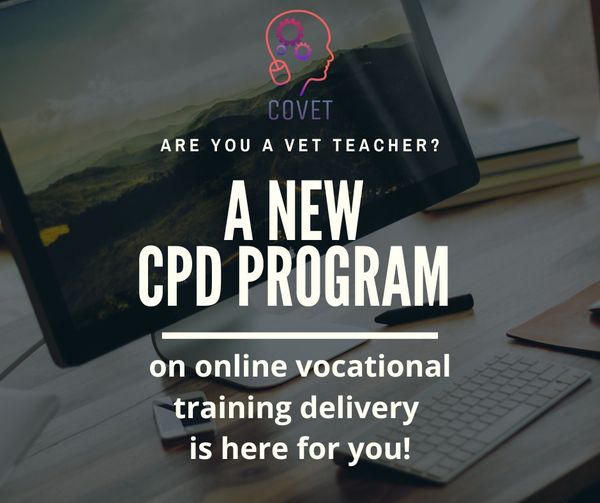 COVET
ARE YOU A VET TEACHER?
A NEW
CPD PROGRAM
on online vocational
training delivery
is here for you!